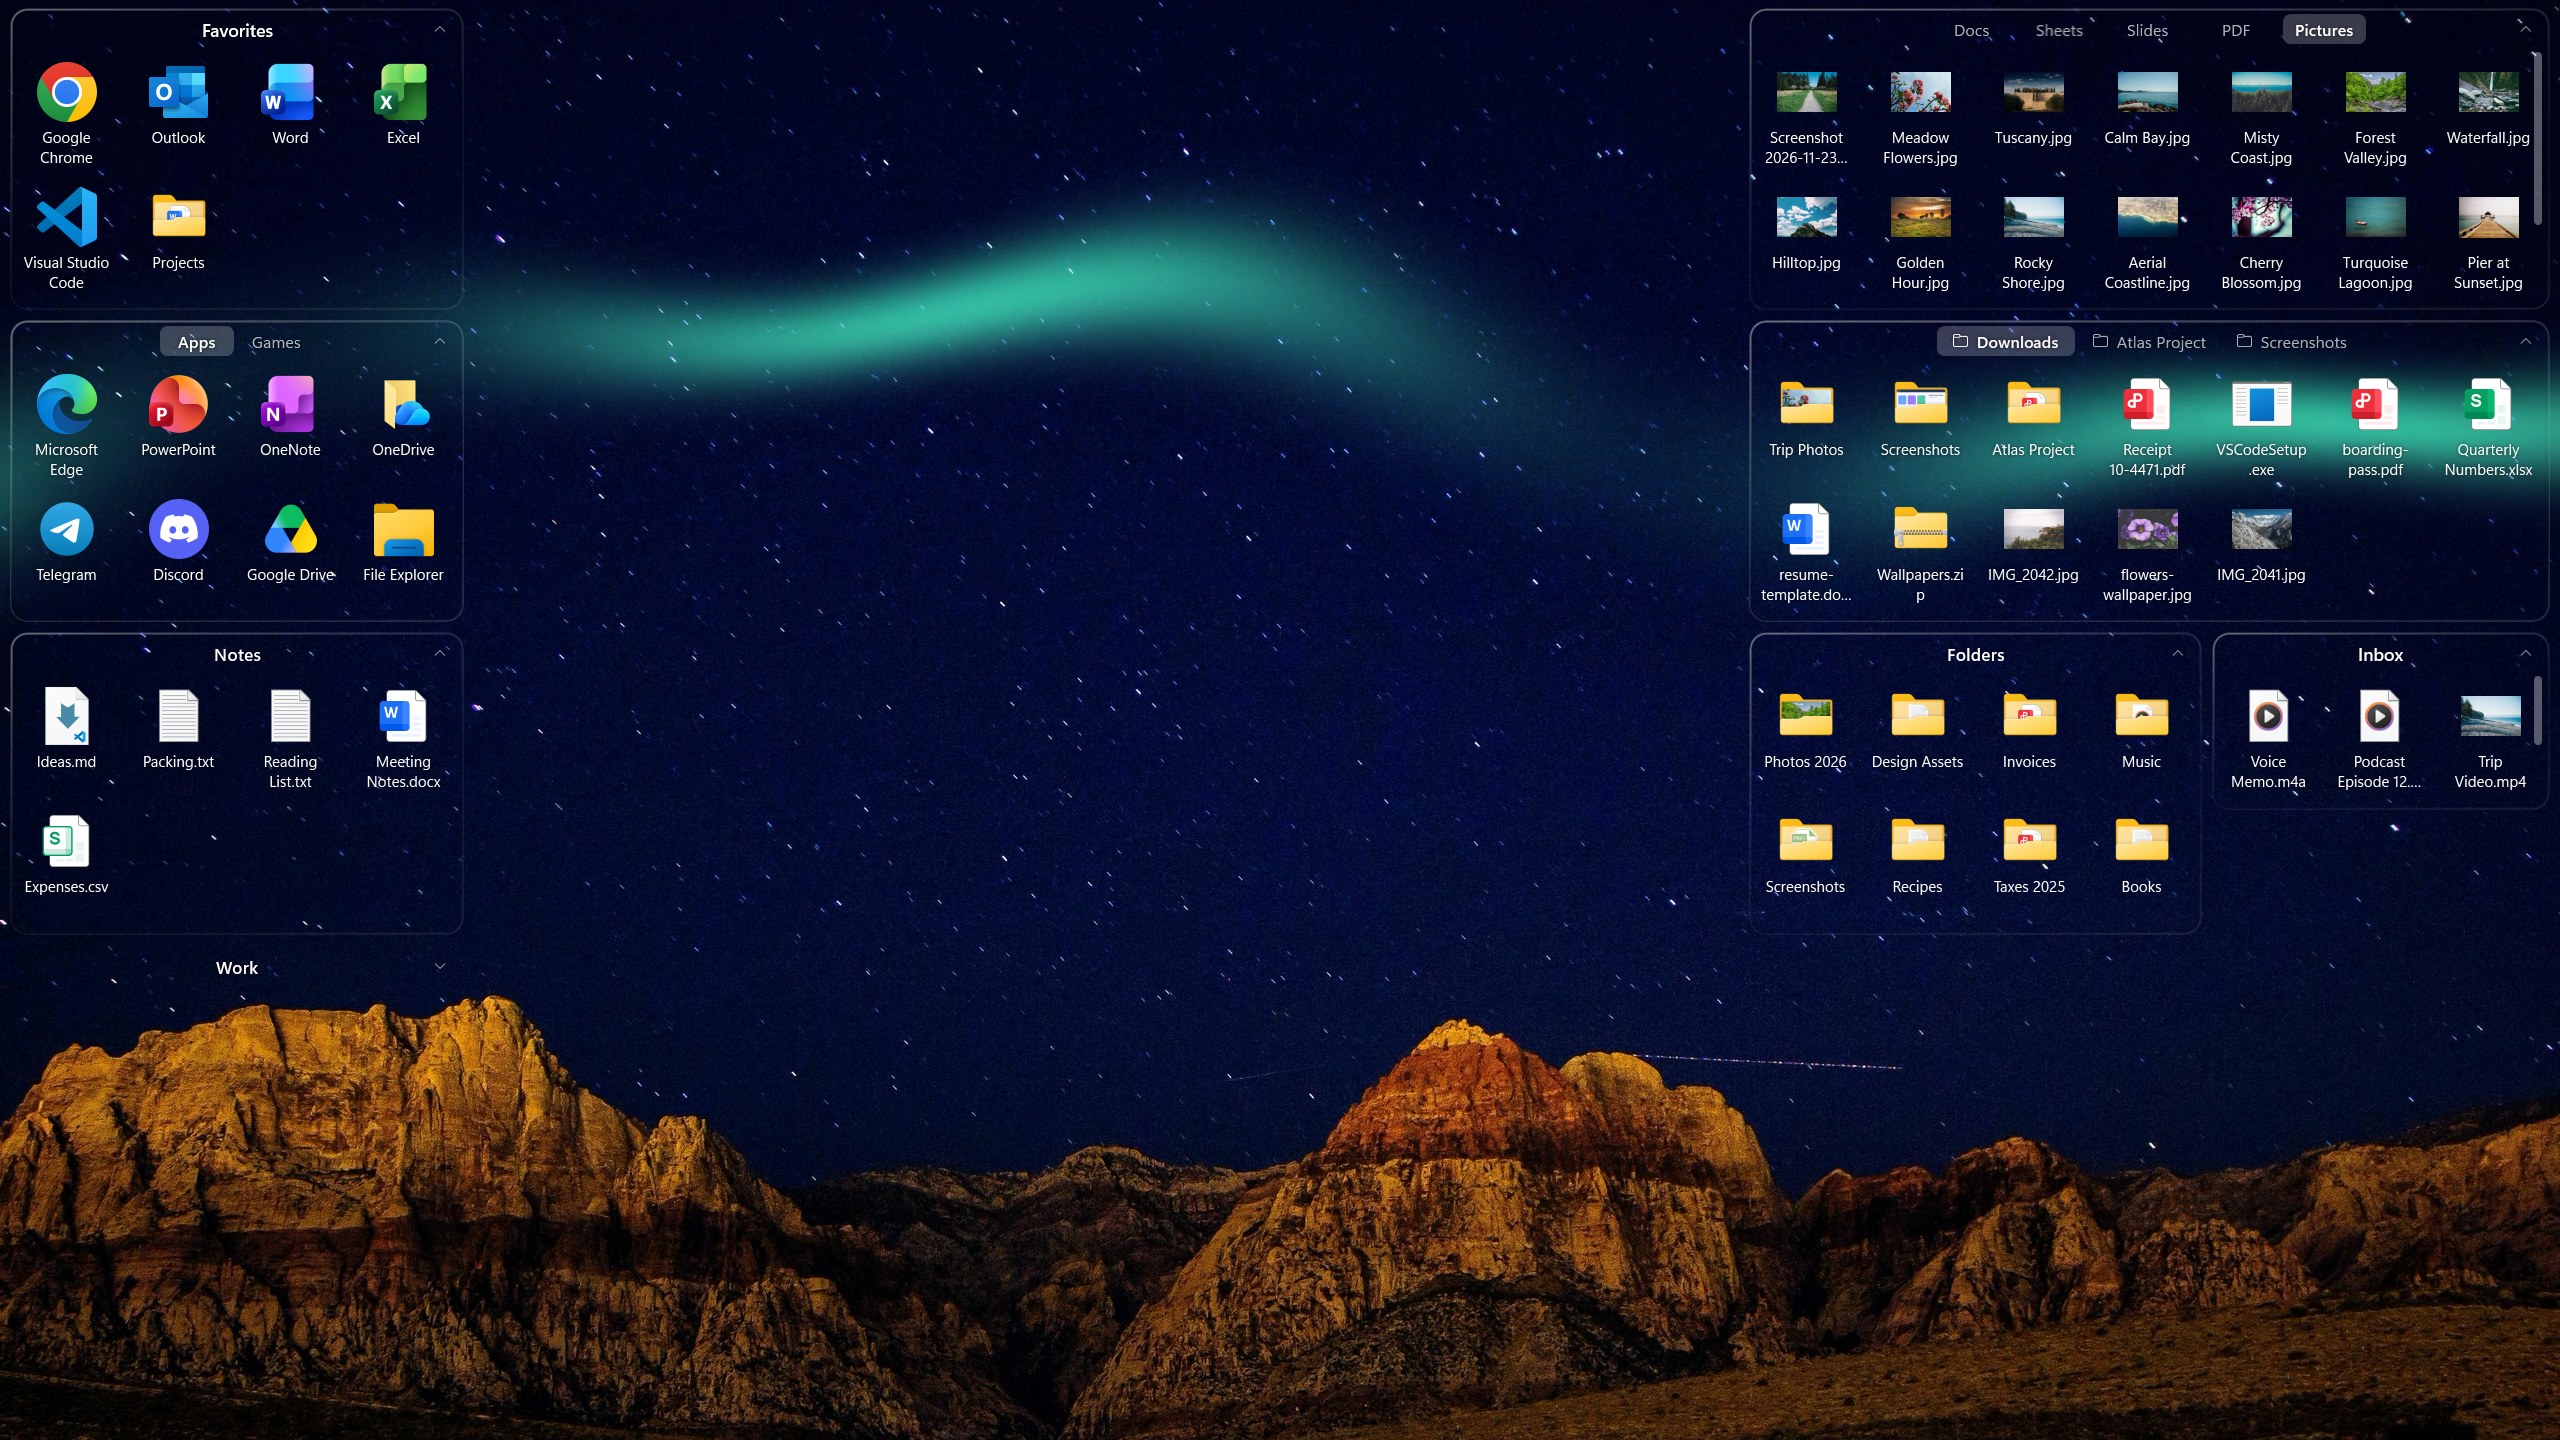 Favorites
Google Chrome
Outlook
Word
Excel
Visual Studio Code
Projects
Apps
Games
Microsoft Edge
PowerPoint
OneNote
OneDrive
Telegram
Discord
Google Drive
File Explorer
Notes
Ideas.md
Packing.txt
Reading List.txt
Meeting Notes.docx
Expenses.csv
Work
Docs
Sheets
Slides
PDF
Pictures
Screenshot 2026-11-23...
Meadow Flowers.jpg
Tuscany.jpg
Calm Bay.jpg
Misty Coast.jpg
Forest Valley.jpg
Waterfall.jpg
Hilltop.jpg
Golden Hour.jpg
Rocky Shore.jpg
Aerial Coastline.jpg
Cherry Blossom.jpg
Turquoise Lagoon.jpg
Pier at Sunset.jpg
Downloads
Atlas Project
Screenshots
Trip Photos
Screenshots
Atlas Project
Receipt 10-4471.pdf
VSCodeSetup.exe
boarding-pass.pdf
Quarterly Numbers.xlsx
resume-template.do...
Wallpapers.zip
IMG_2042.jpg
flowers-wallpaper.jpg
IMG_2041.jpg
Folders
Photos 2026
Design Assets
Invoices
Music
Screenshots
Recipes
Taxes 2025
Books
Inbox
Voice Memo.m4a
Podcast Episode 12....
Trip Video.mp4